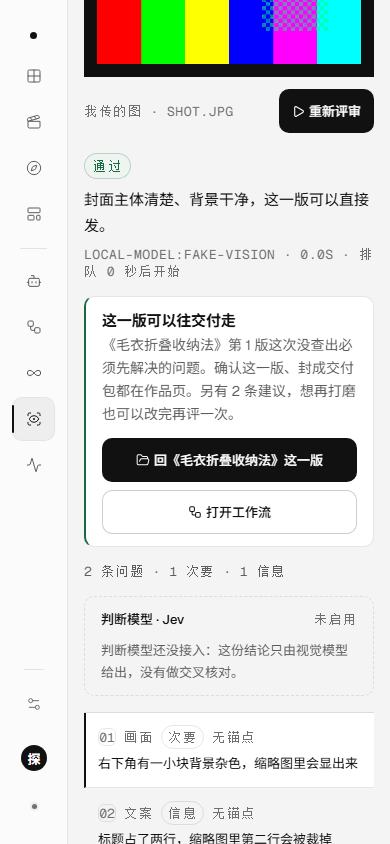 我传的图 · SHOT.JPG
重新评审
通过
封面主体清楚、背景干净，这一版可以直接
发。
LOCAL-MODEL:FAKE-VISION · 0.0S · 排
队 0 秒后开始
这一版可以往交付走
《毛衣折叠收纳法》第 1 版这次没查出必
须先解决的问题。确认这一版、封成交付
包都在作品页。另有 2 条建议，想再打磨
也可以改完再评一次。
回《毛衣折叠收纳法》这一版
打开工作流
2 条问题 · 1 次要 · 1 信息
判断模型 · Jev
未启用
判断模型还没接入：这份结论只由视觉模型
给出，没有做交叉核对。
01 画面 次要 无锚点
右下角有一小块背景杂色，缩略图里会显出来
02 文案 信息 无锚点
标题占了两行，缩略图里第二行会被裁掉
探